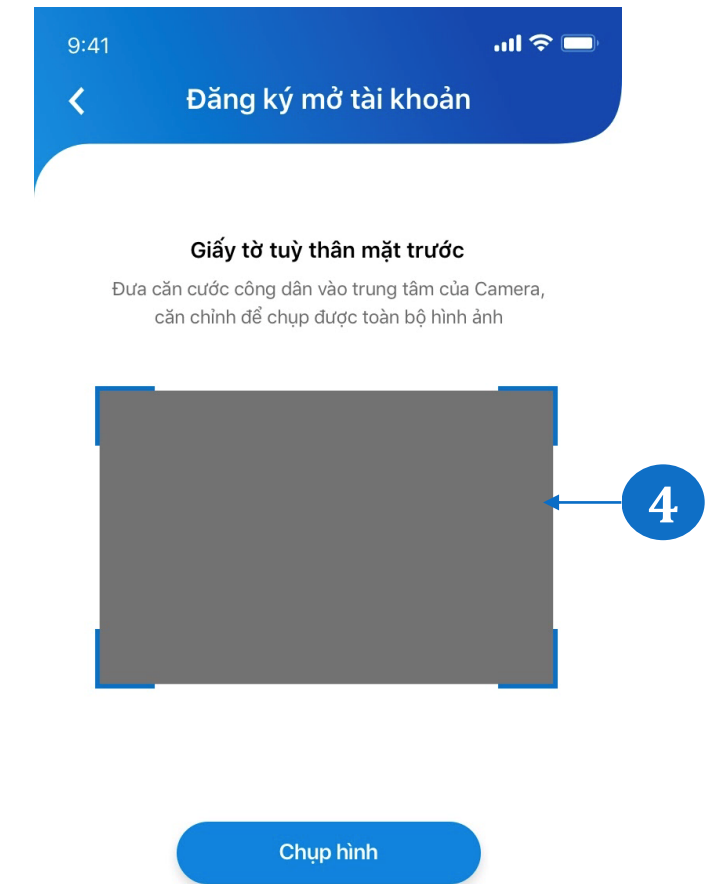 9:41
Đăng ký mở tài khoản
Giấy tờ tuỳ thân mặt trước
Đưa căn cước công dân vào trung tâm của Camera,
căn chỉnh để chụp được toàn bộ hình ảnh
4
Chụp hình